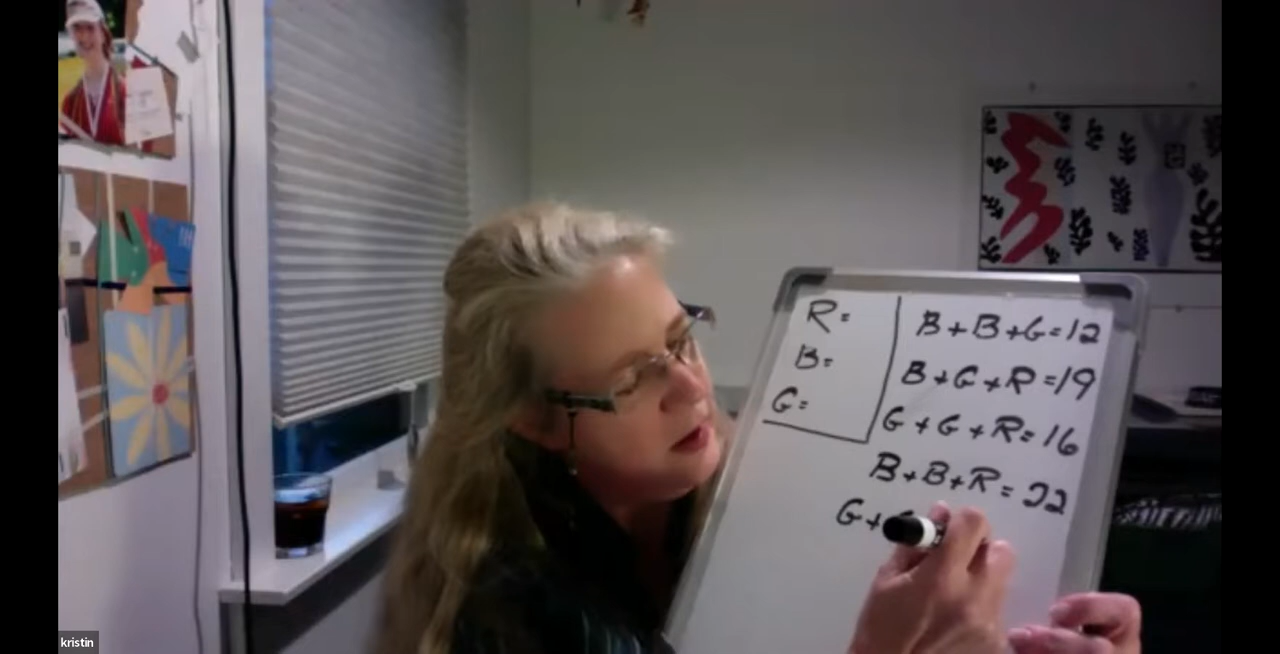 R=
B=
G=
B+B+G=12
B+G+R=19
G+G+R=16
B+B+R=22
G+
kristin